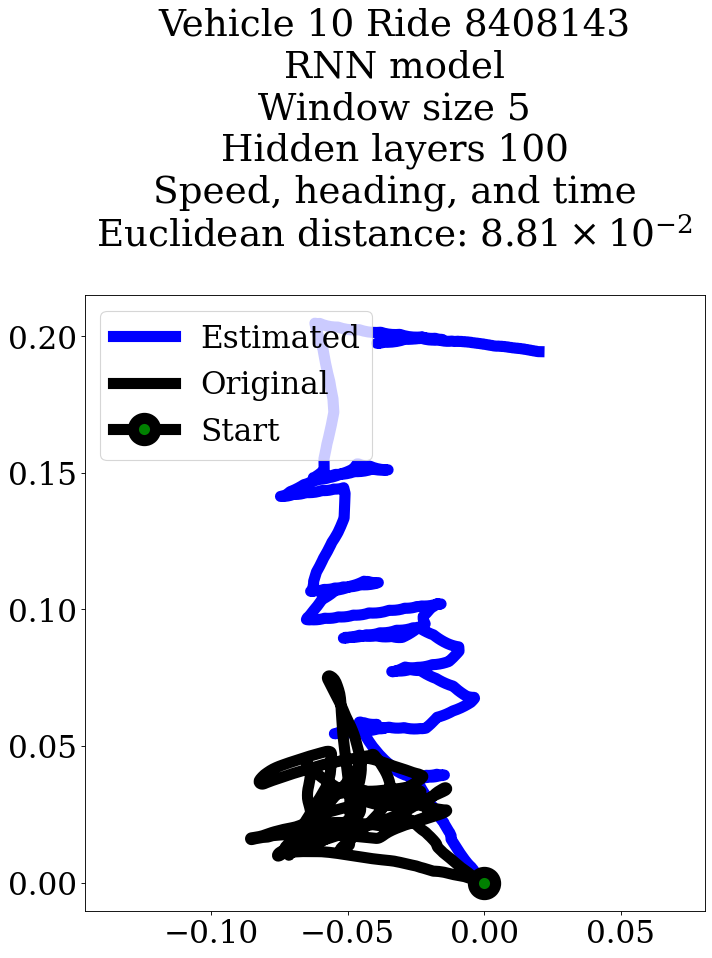 Vehicle 10 Ride 8408143
RNN model
Window size 5
Hidden layers 100
Speed, heading, and time
Euclidean distance: 8.81 × 10⁻²
Estimated
Original
Start
0.20
0.15
0.10
0.05
0.00
−0.10 −0.05 0.00 0.05